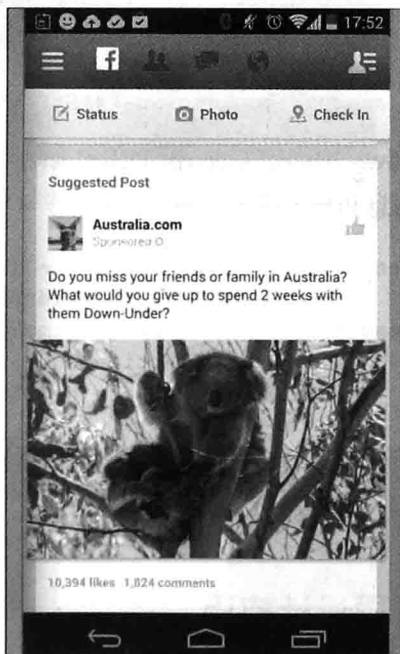 17:52
f
Status Photo Check In
Suggested Post
Australia.com
Sponsored
Do you miss your friends or family in Australia?
What would you give up to spend 2 weeks with
them Down-Under?
10,394 likes 1,824 comments